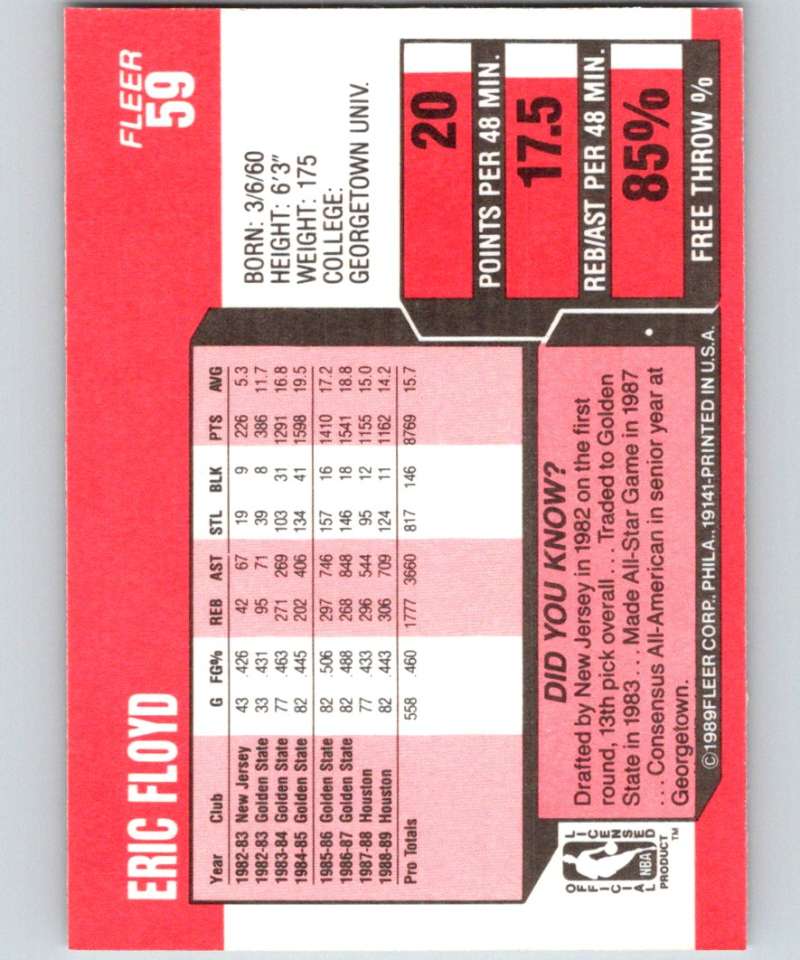 ERIC FLOYD
FLEER
59
Year Club G FG% REB AST STL BLK PTS AVG
1982-83 New Jersey 43 .426 42 67 19 9 226 5.3
1982-83 Golden State 33 .431 95 71 39 8 386 11.7
1983-84 Golden State 77 .463 271 269 103 31 1291 16.8
1984-85 Golden State 82 .445 202 406 134 41 1598 19.5
1985-86 Golden State 82 .506 297 746 157 16 1410 17.2
1986-87 Golden State 82 .488 268 848 146 18 1541 18.8
1987-88 Houston 77 .433 296 544 95 12 1155 15.0
1988-89 Houston 82 .443 306 709 124 11 1162 14.2
Pro Totals 558 .460 1777 3660 817 146 8769 15.7
BORN: 3/6/60
HEIGHT: 6'3"
WEIGHT: 175
COLLEGE:
GEORGETOWN UNIV.
20
POINTS PER 48 MIN.
17.5
REB/AST PER 48 MIN.
85%
FREE THROW %
DID YOU KNOW?
Drafted by New Jersey in 1982 on the first
round, 13th pick overall . . . Traded to Golden
State in 1983 . . . Made All-Star Game in 1987
. . . Consensus All-American in senior year at
Georgetown.
OFFICIAL
LICENSED
NBA
PRODUCT™
©1989FLEER CORP., PHILA., 19141-PRINTED IN U.S.A.